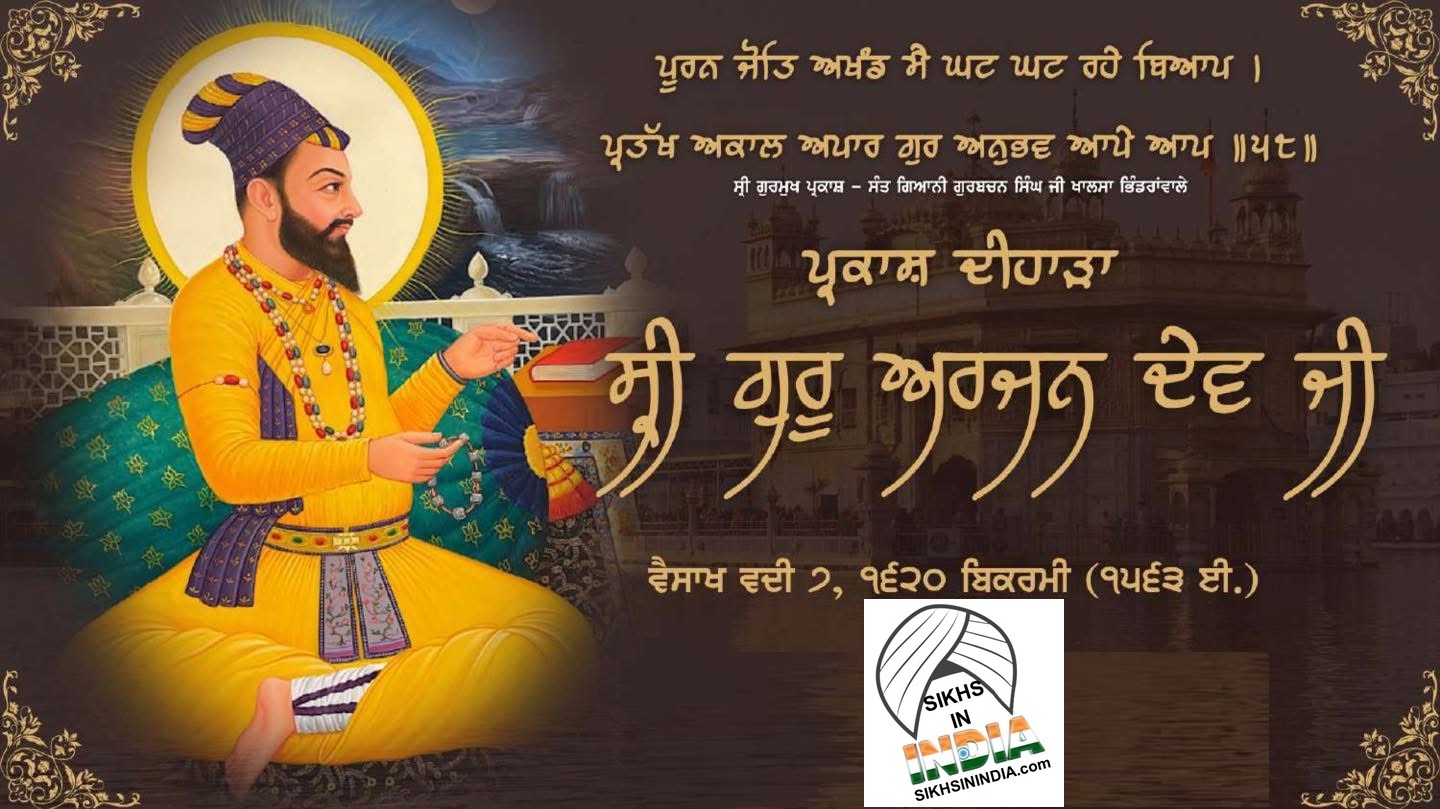 ਪੂਰਨ ਜੋਤਿ ਅਖੰਡ ਸੈ ਘਟ ਘਟ ਰਹੇ ਬਿਆਪ ।
ਪ੍ਰਤੱਖ ਅਕਾਲ ਅਪਾਰ ਗੁਰ ਅਨੁਭਵ ਆਪੇ ਆਪ ॥੫੮॥
ਸ੍ਰੀ ਗੁਰਮੁਖ ਪ੍ਰਕਾਸ਼ – ਸੰਤ ਗਿਆਨੀ ਗੁਰਬਚਨ ਸਿੰਘ ਜੀ ਖਾਲਸਾ ਭਿੰਡਰਾਂਵਾਲੇ
ਪ੍ਰਕਾਸ਼ ਦੀਹਾੜਾ
ਸ੍ਰੀ ਗੁਰੂ ਅਰਜਨ ਦੇਵ ਜੀ
ਵੈਸਾਖ ਵਦੀ ੭, ੧੬੨੦ ਬਿਕਰਮੀ (੧੫੬੩ ਈ.)
SIKHS
IN
INDIA
SIKHSININDIA.com